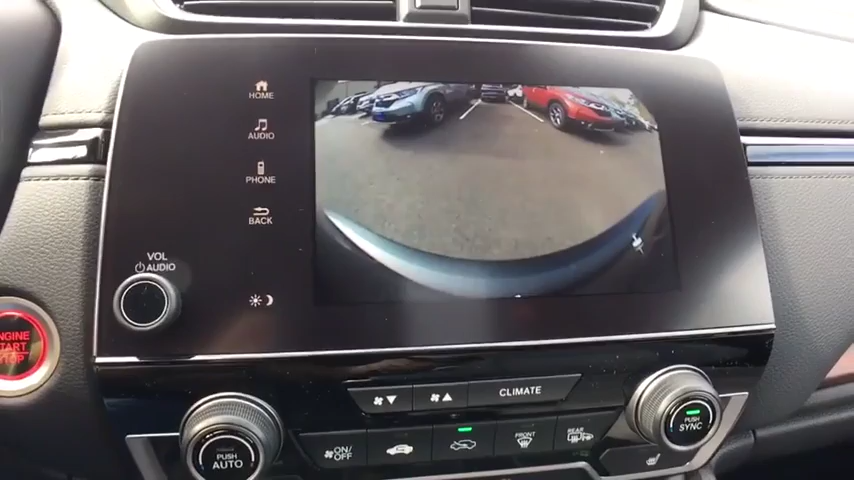 HOME
AUDIO
PHONE
BACK
VOL
AUDIO
ENGINE
START
STOP
CLIMATE
PUSH
AUTO
ON/
OFF
FRONT
REAR
PUSH
SYNC